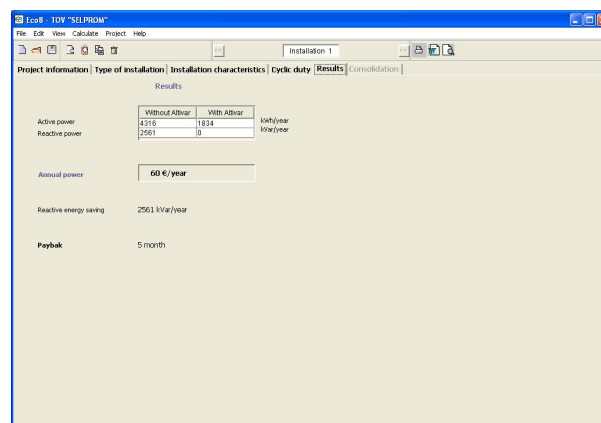 Eco8 - TOV "SELPROM"
File Edit View Calculate Project Help
Installation 1
Project information Type of installation Installation characteristics Cyclic duty Results Consolidation
Results
Without Altivar With Altivar
Active power 4316 1834 kWh/year
Reactive power 2561 0 kVar/year
Annual power 60 €/year
Reactive energy saving 2561 kVar/year
Paybak 5 month